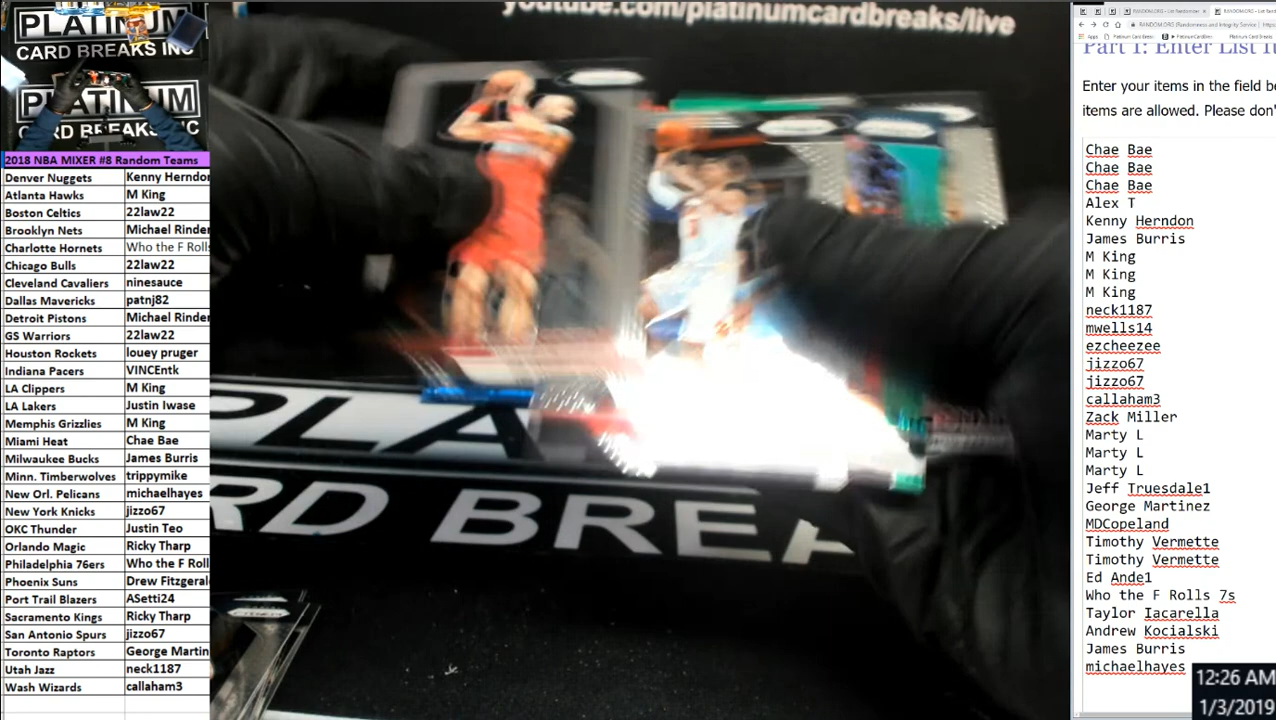 PLATINUM
CARD BREAKS INC
PLATINUM
CARD BREAKS INC
2018 NBA MIXER #8 Random Teams
Denver Nuggets Kenny Herndon
Atlanta Hawks M King
Boston Celtics 22law22
Brooklyn Nets Michael Rinder
Charlotte Hornets Who the F Rolls
Chicago Bulls 22law22
Cleveland Cavaliers ninesauce
Dallas Mavericks patnj82
Detroit Pistons Michael Rinder
GS Warriors 22law22
Houston Rockets louey pruger
Indiana Pacers VINCEntk
LA Clippers M King
LA Lakers Justin Iwase
Memphis Grizzlies M King
Miami Heat Chae Bae
Milwaukee Bucks James Burris
Minn. Timberwolves trippymike
New Orl. Pelicans michaelhayes
New York Knicks jizzo67
OKC Thunder Justin Teo
Orlando Magic Ricky Tharp
Philadelphia 76ers Who the F Roll
Phoenix Suns Drew Fitzgeral
Port Trail Blazers ASetti24
Sacramento Kings Ricky Tharp
San Antonio Spurs jizzo67
Toronto Raptors George Martin
Utah Jazz neck1187
Wash Wizards callaham3
youtube.com/platinumcardbreaks/live
PLA
CARD BREA
Part 1: Enter List It
Enter your items in the field be
items are allowed. Please don'
Chae Bae
Chae Bae
Chae Bae
Alex T
Kenny Herndon
James Burris
M King
M King
M King
neck1187
mwells14
ezcheezee
jizzo67
jizzo67
callaham3
Zack Miller
Marty L
Marty L
Marty L
Jeff Truesdale1
George Martinez
MDCopeland
Timothy Vermette
Timothy Vermette
Ed Ande1
Who the F Rolls 7s
Taylor Iacarella
Andrew Kocialski
James Burris
michaelhayes
12:26 AM
1/3/2019